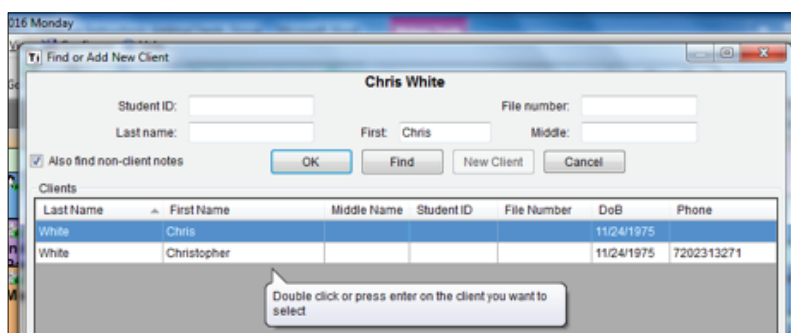 016 Monday
Find or Add New Client
Chris White
Student ID: File number:
Last name: First: Chris Middle:
Also find non-client notes OK Find New Client Cancel
Clients
Last Name First Name Middle Name Student ID File Number DoB Phone
White Chris 11/24/1975
White Christopher 11/24/1975 7202313271
Double click or press enter on the client you want to
select